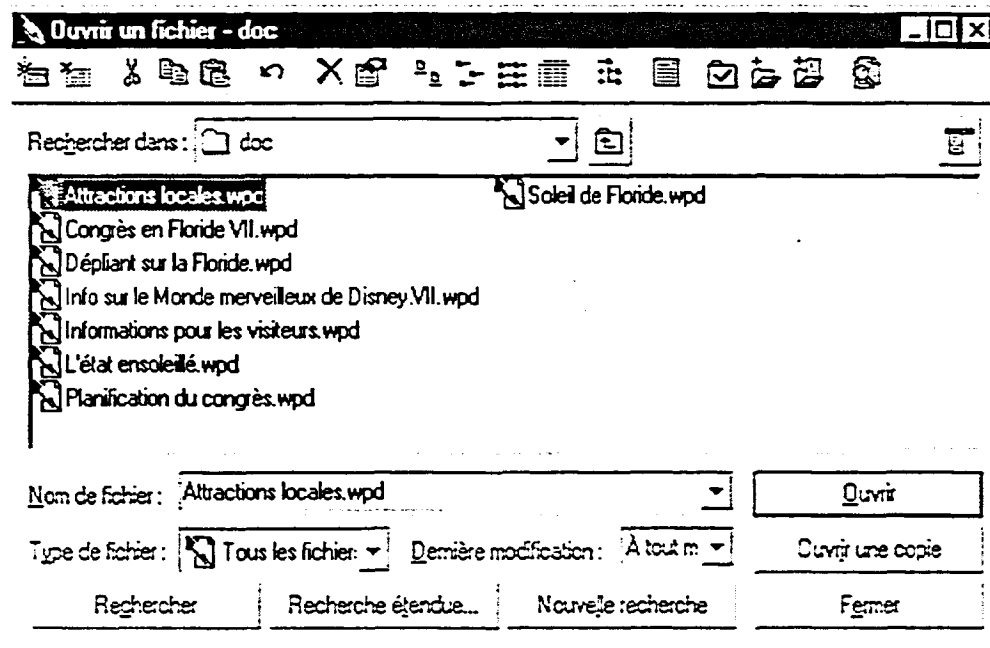 Ouvrir un fichier - doc
Rechercher dans : doc
Attractions locales.wpd
Congrès en Floride VII.wpd
Dépliant sur la Floride.wpd
Info sur le Monde merveilleux de Disney.VII.wpd
Informations pour les visiteurs.wpd
L'état ensoleillé.wpd
Planification du congrès.wpd
Soleil de Floride.wpd
Nom de fichier : Attractions locales.wpd Ouvrir
Type de fichier : Tous les fichier: Dernière modification : À tout m Ouvrir une copie
Rechercher Recherche étendue... Nouvelle recherche Fermer